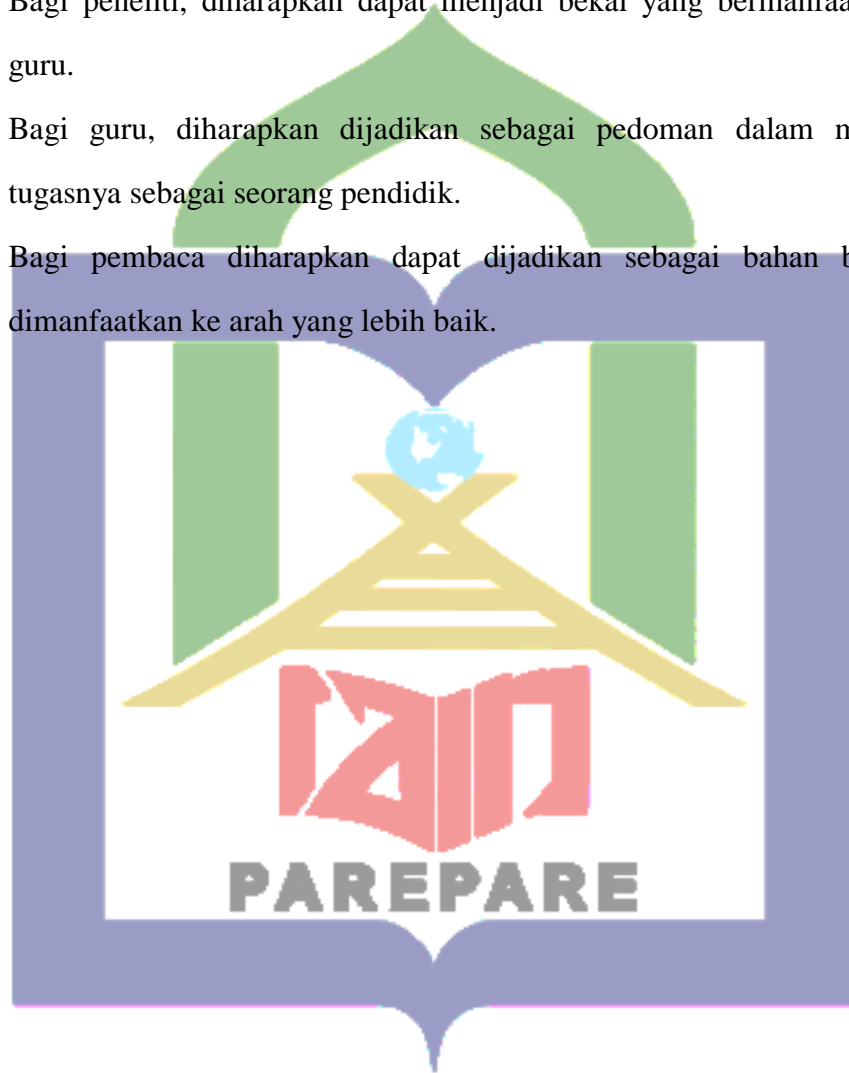 Bagi peneliti, diharapkan dapat menjadi bekal yang
guru.
Bagi guru, diharapkan dijadikan sebagai pedoman dalam
tugasnya sebagai seorang pendidik.
Bagi pembaca diharapkan dapat dijadikan sebagai bahan
dimanfaatkan ke arah yang lebih baik.
iain
PAREPARE